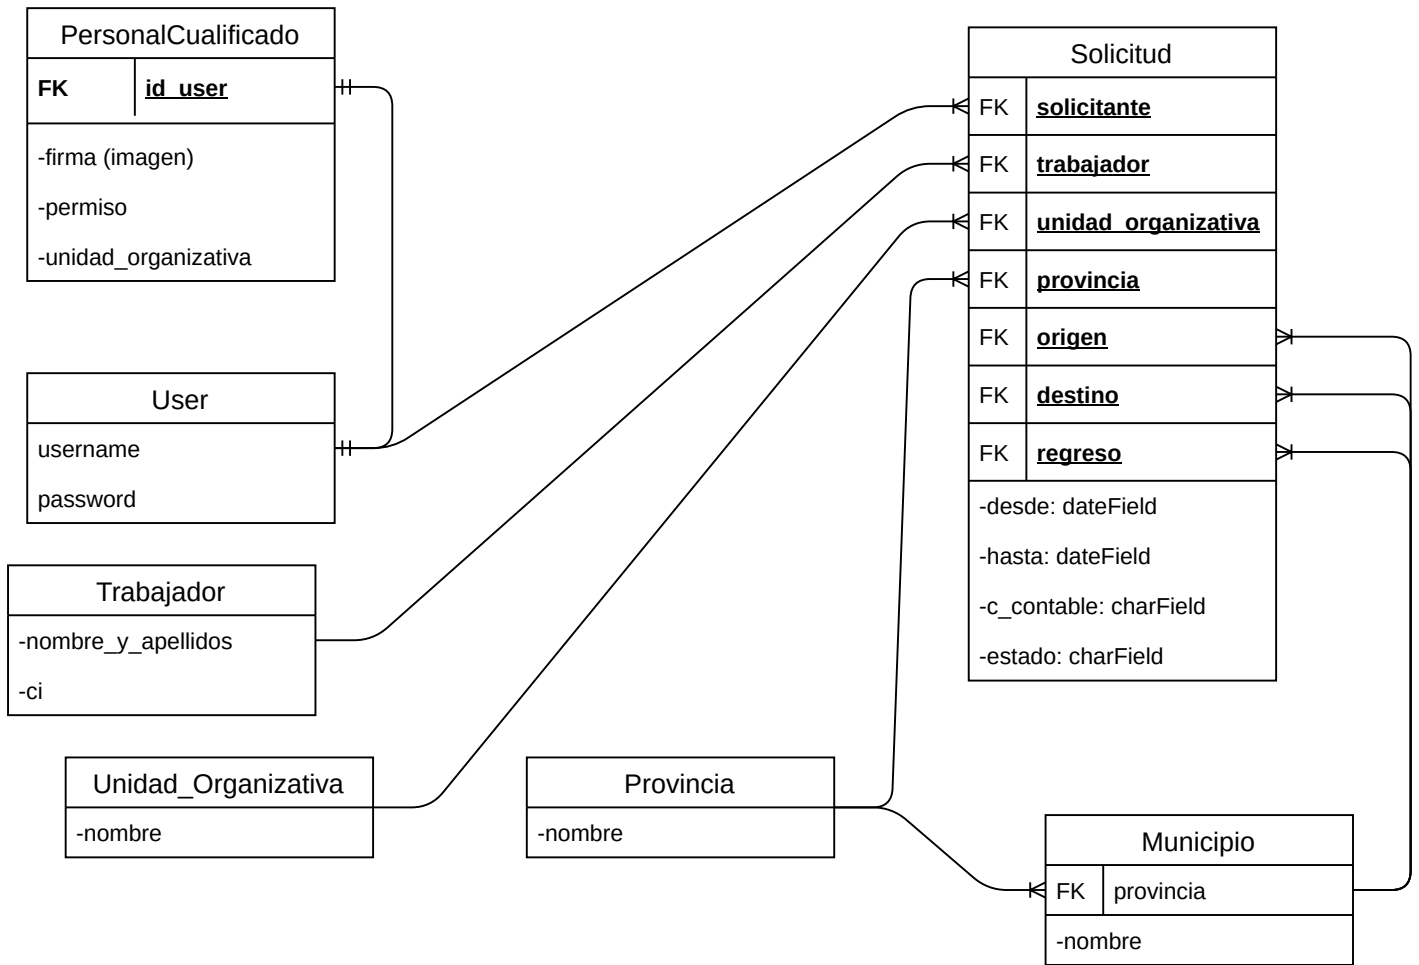 PersonalCualificado
FK id_user
-firma (imagen)
-permiso
-unidad_organizativa
User
username
password
Trabajador
-nombre_y_apellidos
-ci
Unidad_Organizativa
-nombre
Provincia
-nombre
Solicitud
FK solicitante
FK trabajador
FK unidad_organizativa
FK provincia
FK origen
FK destino
FK regreso
-desde: dateField
-hasta: dateField
-c_contable: charField
-estado: charField
Municipio
FK provincia
-nombre